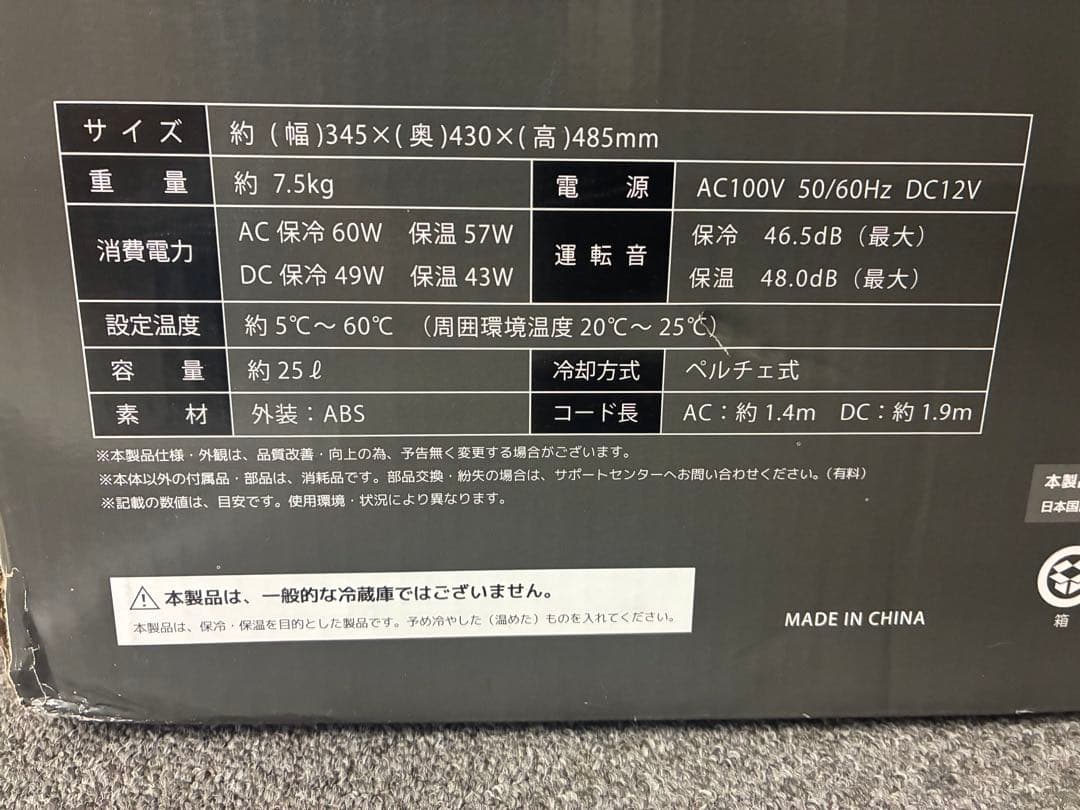 サイズ 約 (幅)345×(奥)430×(高)485mm
重量 約 7.5kg 電源 AC100V 50/60Hz DC12V
消費電力 AC 保冷 60W 保温 57W
DC 保冷 49W 保温 43W
運転音 保冷 46.5dB（最大）
保温 48.0dB（最大）
設定温度 約 5℃～ 60℃ （周囲環境温度 20℃～ 25℃）
容量 約 25ℓ 冷却方式 ペルチェ式
素材 外装：ABS コード長 AC：約 1.4m DC：約 1.9m
※本製品仕様・外観は、品質改善・向上の為、予告無く変更する場合がございます。
※本体以外の付属品・部品は、消耗品です。部品交換・紛失の場合は、サポートセンターへお問い合わせください。（有料）
※記載の数値は、目安です。使用環境・状況により異なります。
本製品は、一般的な冷蔵庫ではございません。
本製品は、保冷・保温を目的とした製品です。予め冷やした（温めた）ものを入れてください。
MADE IN CHINA
本製
日本国
箱